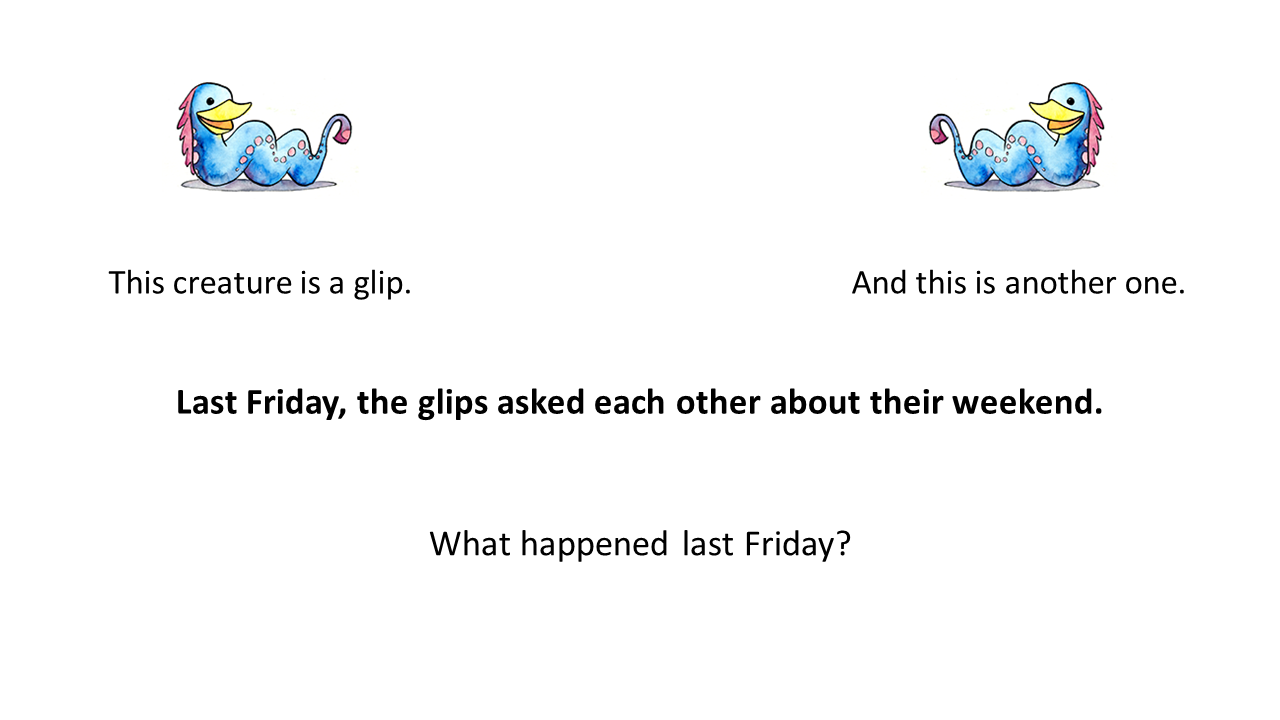 This creature is a glip.
And this is another one.
Last Friday, the glips asked each other about their weekend.
What happened last Friday?